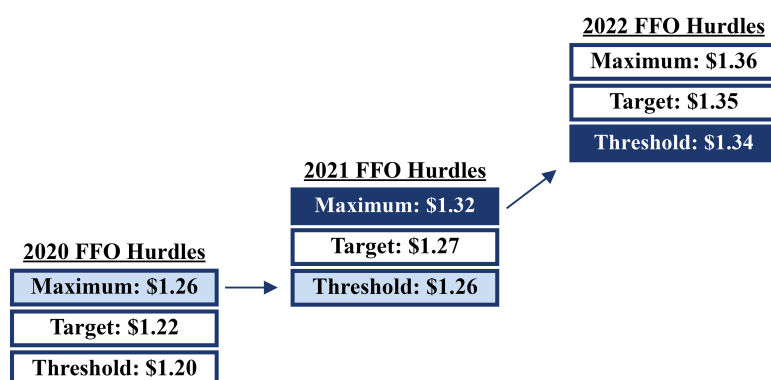 2022 FFO Hurdles
Maximum: $1.36
Target: $1.35
Threshold: $1.34
2021 FFO Hurdles
Maximum: $1.32
Target: $1.27
Threshold: $1.26
2020 FFO Hurdles
Maximum: $1.26
Target: $1.22
Threshold: $1.20